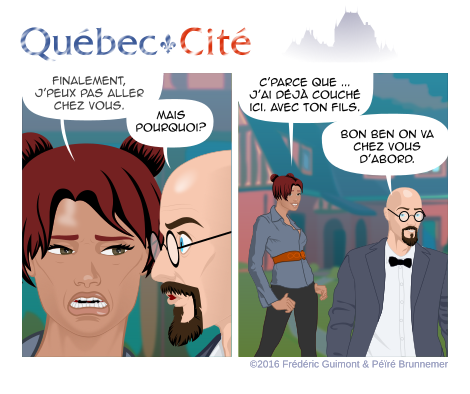 Québec Cité
FINALEMENT,
J'PEUX PAS ALLER
CHEZ VOUS.
MAIS
POURQUOI?
C'PARCE QUE ...
J'AI DÉJÀ COUCHÉ
ICI. AVEC TON FILS.
BON BEN ON VA
CHEZ VOUS
D'ABORD.
©2016 Frédéric Guimont & Péïré Brunnemer